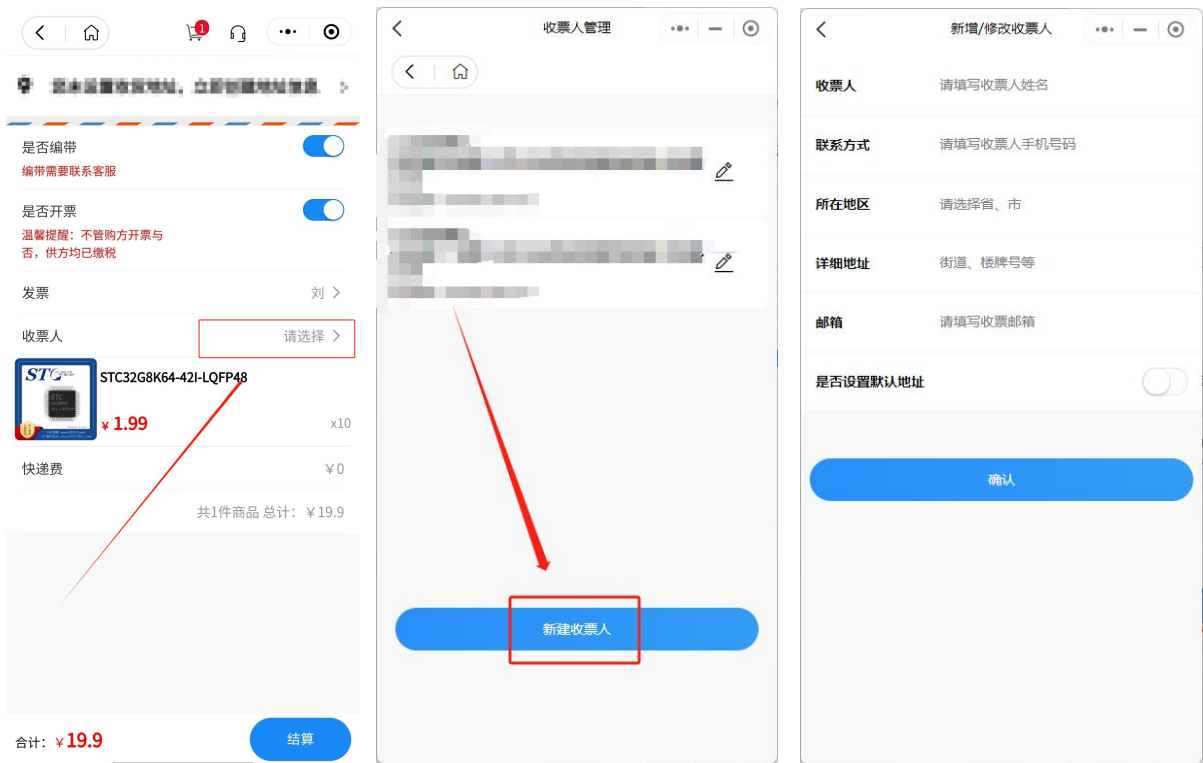 1
是否编带
编带需要联系客服
是否开票
温馨提醒：不管购方开票与
否，供方均已缴税
发票 刘
收票人 请选择
STC
STC32G8K64-42I-LQFP48
¥ 1.99 x10
快递费 ¥0
共1件商品 总计：¥19.9
合计：¥19.9 结算
收票人管理
新建收票人
新增/修改收票人
收票人 请填写收票人姓名
联系方式 请填写收票人手机号码
所在地区 请选择省、市
详细地址 街道、楼牌号等
邮箱 请填写收票邮箱
是否设置默认地址
确认